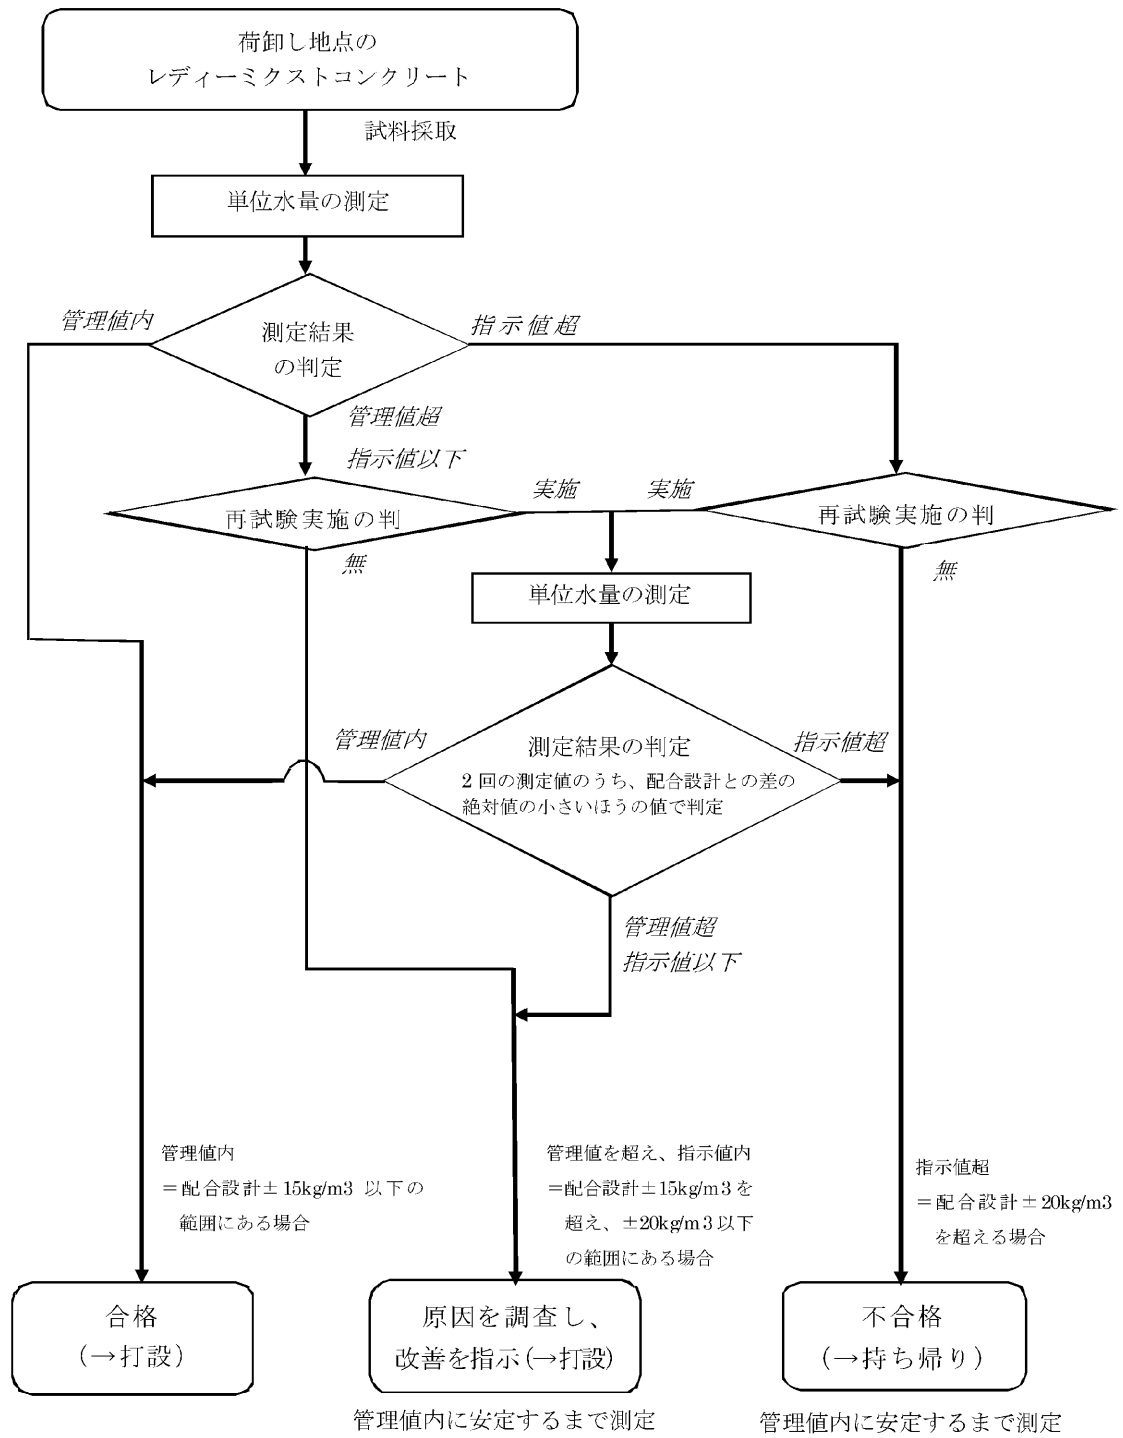 荷卸し地点の
レディーミクストコンクリート
試料採取
単位水量の測定
管理値内
指示値超
測定結果
の判定
管理値超
指示値以下
実施
実施
再試験実施の判
再試験実施の判
無
無
単位水量の測定
管理値内
測定結果の判定
指示値超
2回の測定値のうち、配合設計との差の
絶対値の小さいほうの値で判定
管理値超
指示値以下
管理値内
＝配合設計±15kg/m3 以下の
範囲にある場合
管理値を超え、指示値内
＝配合設計±15kg/m3を
超え、±20kg/m3以下
の範囲にある場合
指示値超
＝配合設計±20kg/m3
を超える場合
合格
(→打設)
原因を調査し、
改善を指示(→打設)
不合格
(→持ち帰り)
管理値内に安定するまで測定
管理値内に安定するまで測定